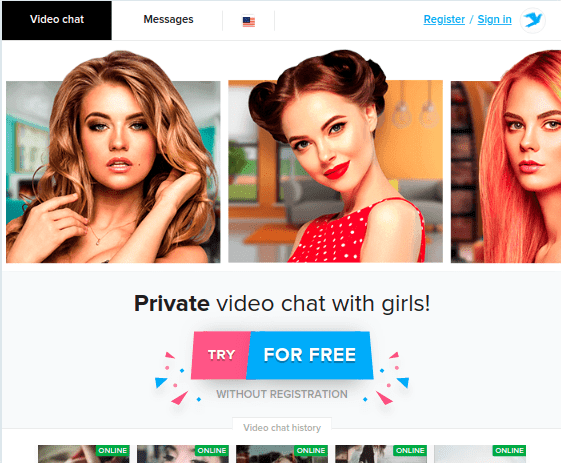 Video chat
Messages
Register / Sign in
Private video chat with girls!
TRY
FOR FREE
WITHOUT REGISTRATION
Video chat history
ONLINE
ONLINE
ONLINE
ONLINE
ONLINE